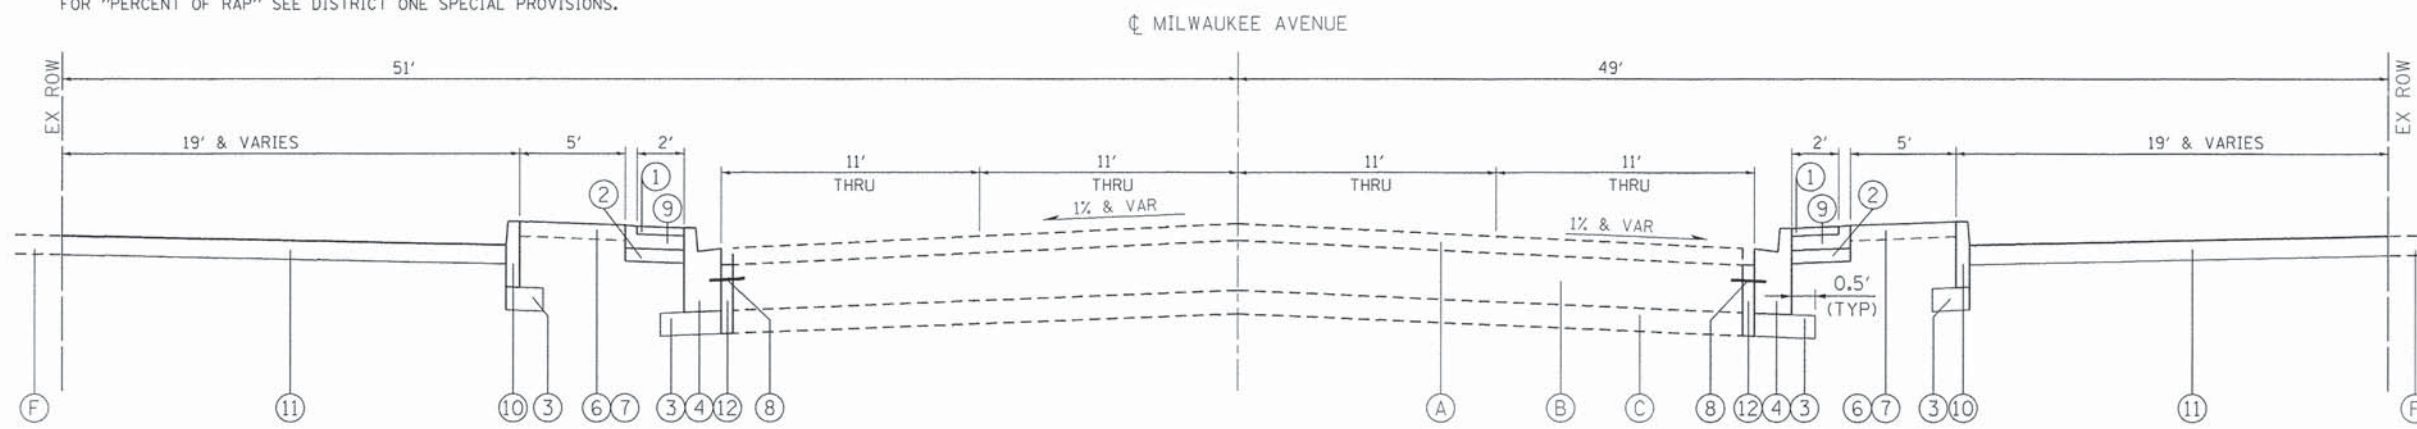 FOR "PERCENT OF RAP" SEE DISTRICT ONE SPECIAL PROVISIONS.
℄ MILWAUKEE AVENUE
EX ROW
51'
49'
EX ROW
19' & VARIES
5'
2'
11'
THRU
11'
THRU
11'
THRU
11'
THRU
2'
5'
19' & VARIES
1
2
9
1% & VAR
1% & VAR
1
9
2
0.5'
(TYP)
F
11
10
3
6
7
3
4
12
8
A
B
C
8
12
4
3
6
7
3
10
11
F